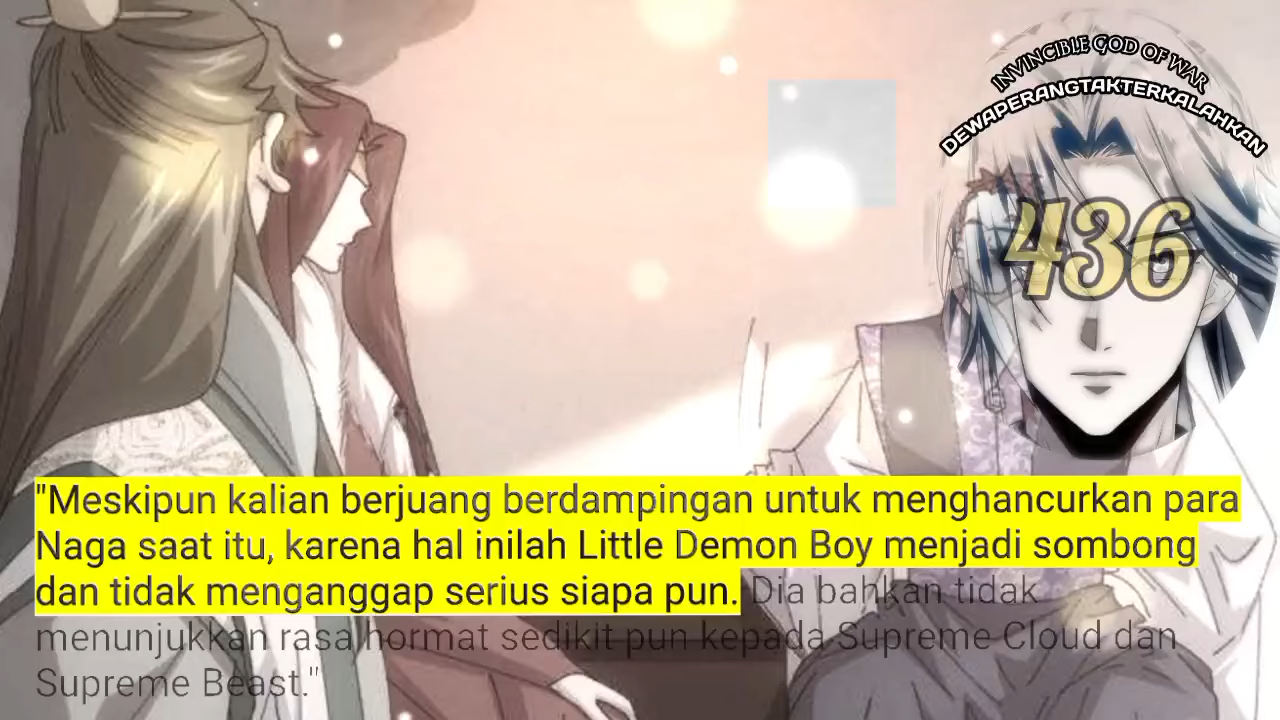 INVINCIBLE GOD OF WAR
DEWAPERANGTAKTERKALAHKAN
436
"Meskipun kalian berjuang berdampingan untuk menghancurkan para
Naga saat itu, karena hal inilah Little Demon Boy menjadi sombong
dan tidak menganggap serius siapa pun. Dia bahkan tidak
menunjukkan rasa hormat sedikit pun kepada Supreme Cloud dan
Supreme Beast."